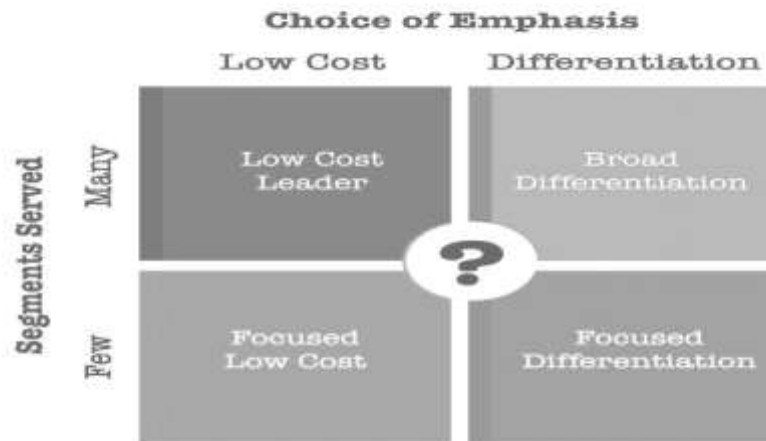 Choice of Emphasis
Low Cost
Differentiation
Segments Served
Many
Low Cost
Leader
Broad
Differentiation
?
Few
Focused
Low Cost
Focused
Differentiation